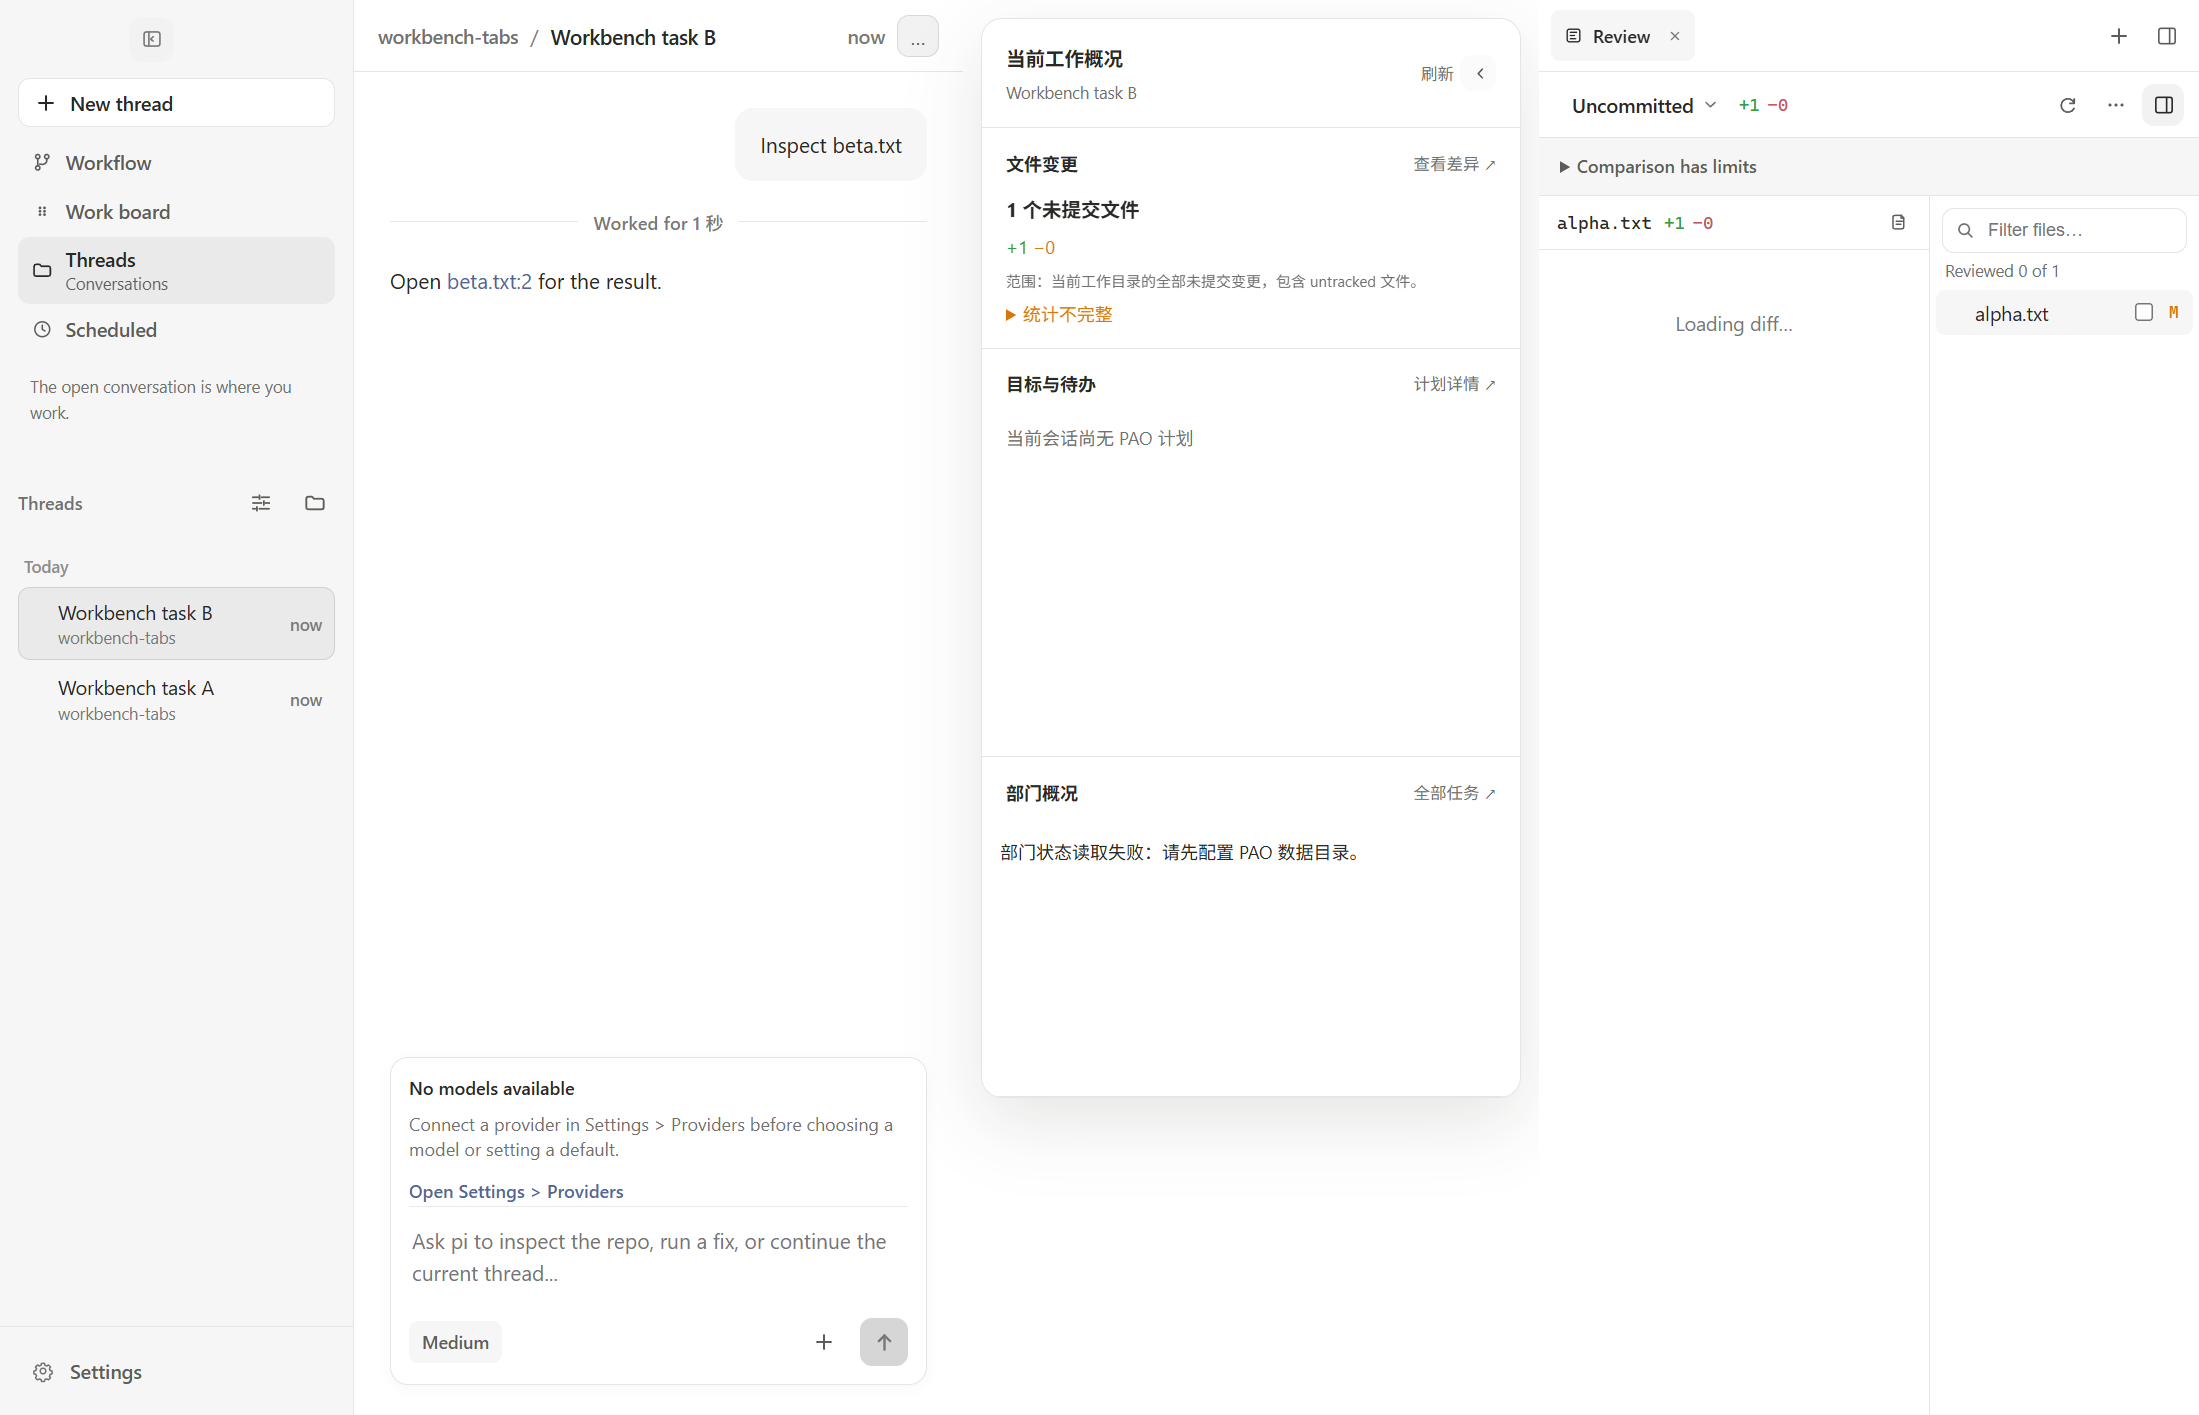 New thread
Workflow
Work board
Threads
Conversations
Scheduled
The open conversation is where you
work.
Threads
Today
Workbench task B
workbench-tabs
now
Workbench task A
workbench-tabs
now
Settings
workbench-tabs / Workbench task B
now
...
Inspect beta.txt
Worked for 1 秒
Open beta.txt:2 for the result.
No models available
Connect a provider in Settings > Providers before choosing a
model or setting a default.
Open Settings > Providers
Ask pi to inspect the repo, run a fix, or continue the
current thread...
Medium
当前工作概况
Workbench task B
刷新
文件变更
查看差异 ↗
1 个未提交文件
+1 −0
范围：当前工作目录的全部未提交变更，包含 untracked 文件。
统计不完整
目标与待办
计划详情 ↗
当前会话尚无 PAO 计划
部门概况
全部任务 ↗
部门状态读取失败：请先配置 PAO 数据目录。
Review
Uncommitted
+1 −0
Comparison has limits
alpha.txt +1 −0
Loading diff...
Filter files...
Reviewed 0 of 1
alpha.txt
M